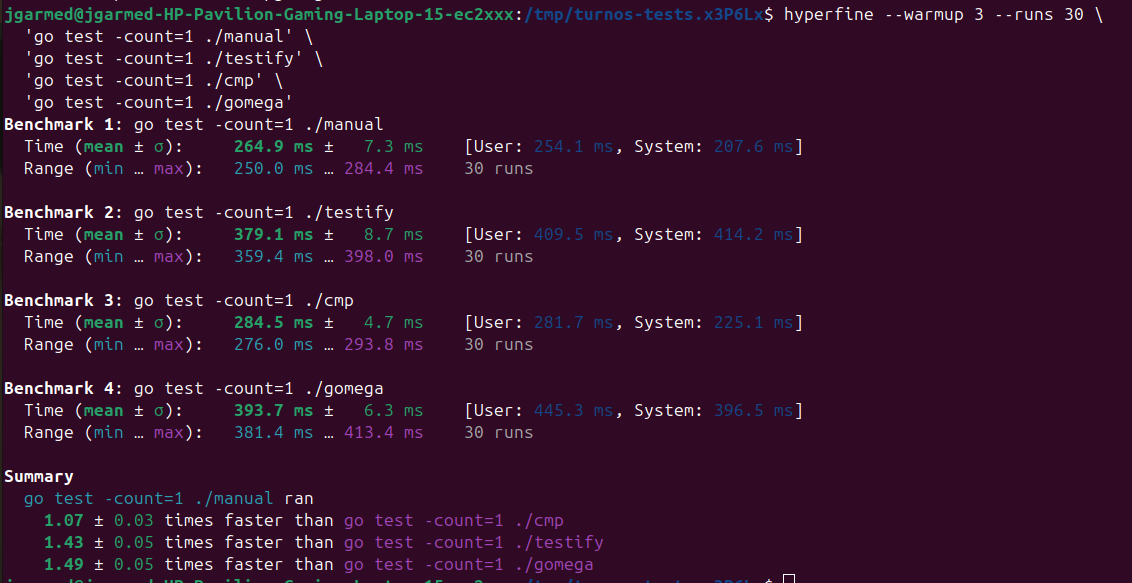 jgarmed@jgarmed-HP-Pavilion-Gaming-Laptop-15-ec2xxx:/tmp/turnos-tests.x3P6Lx$ hyperfine --warmup 3 --runs 30 \
  'go test -count=1 ./manual' \
  'go test -count=1 ./testify' \
  'go test -count=1 ./cmp' \
  'go test -count=1 ./gomega'
Benchmark 1: go test -count=1 ./manual
  Time (mean ± σ):     264.9 ms ±   7.3 ms    [User: 254.1 ms, System: 207.6 ms]
  Range (min … max):   250.0 ms … 284.4 ms    30 runs

Benchmark 2: go test -count=1 ./testify
  Time (mean ± σ):     379.1 ms ±   8.7 ms    [User: 409.5 ms, System: 414.2 ms]
  Range (min … max):   359.4 ms … 398.0 ms    30 runs

Benchmark 3: go test -count=1 ./cmp
  Time (mean ± σ):     284.5 ms ±   4.7 ms    [User: 281.7 ms, System: 225.1 ms]
  Range (min … max):   276.0 ms … 293.8 ms    30 runs

Benchmark 4: go test -count=1 ./gomega
  Time (mean ± σ):     393.7 ms ±   6.3 ms    [User: 445.3 ms, System: 396.5 ms]
  Range (min … max):   381.4 ms … 413.4 ms    30 runs

Summary
  go test -count=1 ./manual ran
    1.07 ± 0.03 times faster than go test -count=1 ./cmp
    1.43 ± 0.05 times faster than go test -count=1 ./testify
    1.49 ± 0.05 times faster than go test -count=1 ./gomega